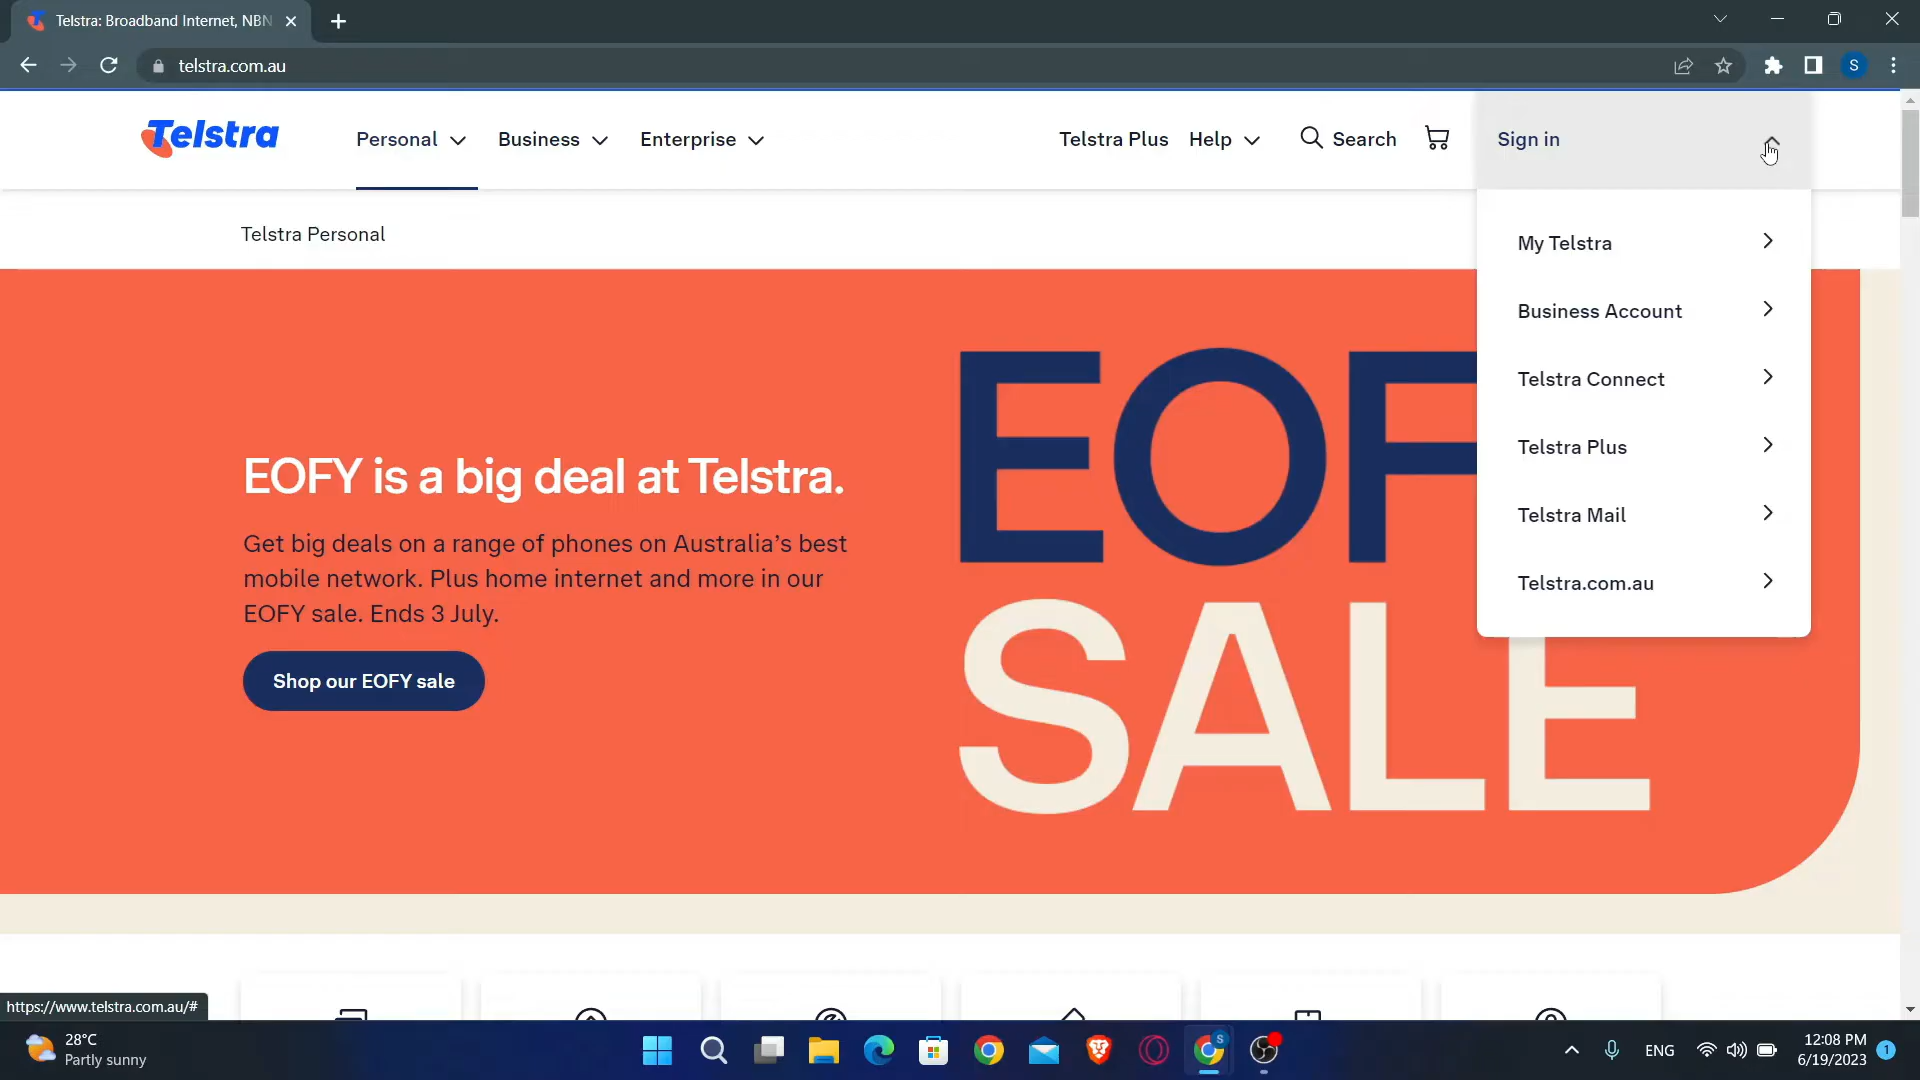 Telstra: Broadband Internet, NBN
telstra.com.au
S
Telstra
Personal
Business
Enterprise
Telstra Plus
Help
Search
Sign in
Telstra Personal
My Telstra
Business Account
Telstra Connect
Telstra Plus
Telstra Mail
Telstra.com.au
EOFY is a big deal at Telstra.
Get big deals on a range of phones on Australia's best
mobile network. Plus home internet and more in our
EOFY sale. Ends 3 July.
Shop our EOFY sale
EOF
SALE
https://www.telstra.com.au/#
28°C
Partly sunny
S
ENG
12:08 PM
6/19/2023
1